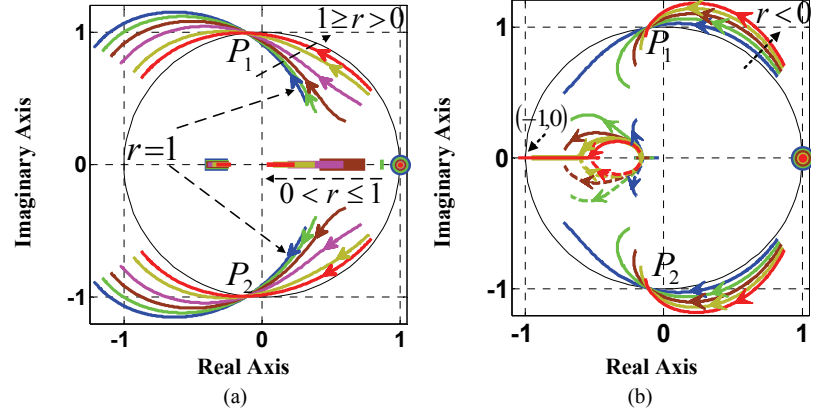 1≥r>0
P₁
r=1
0<r≤1
P₂
Imaginary Axis
1
0
-1
-1
0
1
Real Axis
(a)
r<0
P₁
(−1,0)
P₂
Imaginary Axis
1
0
-1
-1
0
1
Real Axis
(b)